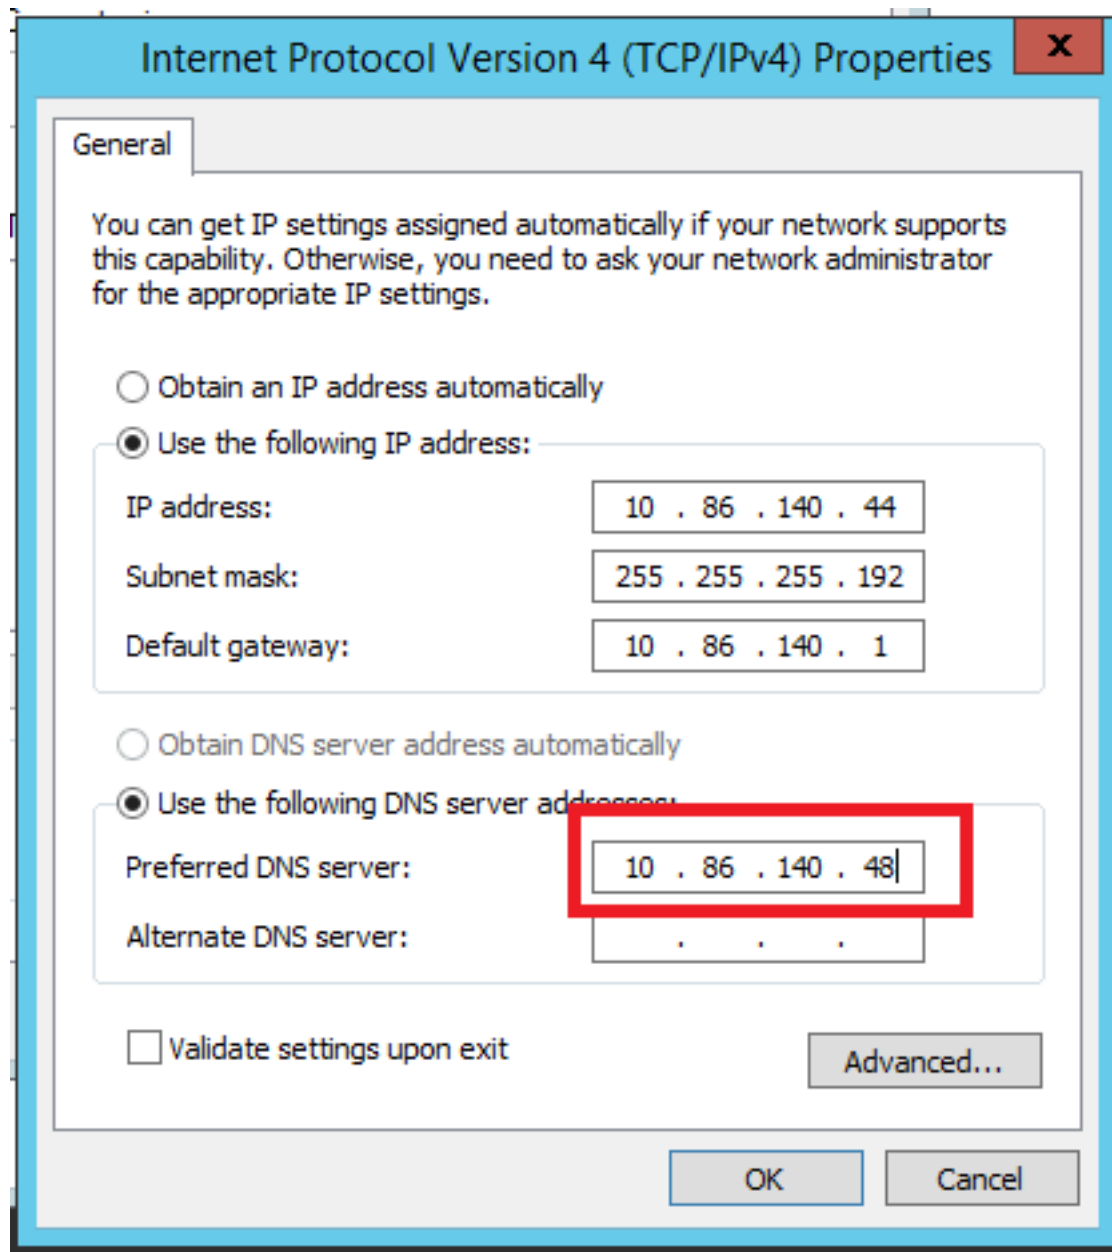 Internet Protocol Version 4 (TCP/IPv4) Properties
x
General
You can get IP settings assigned automatically if your network supports
this capability. Otherwise, you need to ask your network administrator
for the appropriate IP settings.
Obtain an IP address automatically
Use the following IP address:
IP address: 10 . 86 . 140 . 44
Subnet mask: 255 . 255 . 255 . 192
Default gateway: 10 . 86 . 140 . 1
Obtain DNS server address automatically
Use the following DNS server addresses:
Preferred DNS server: 10 . 86 . 140 . 48
Alternate DNS server: . . .
Validate settings upon exit
Advanced...
OK Cancel